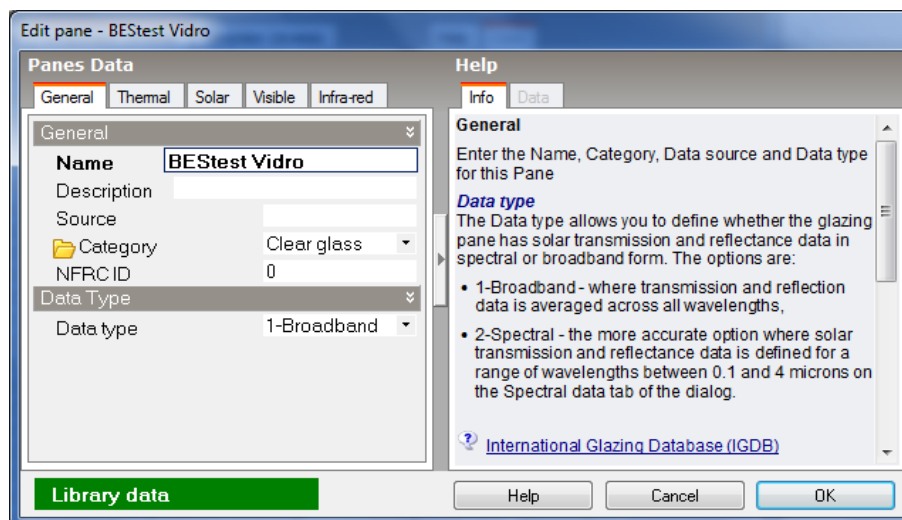 Edit pane - BEStest Vidro
Panes Data
General Thermal Solar Visible Infra-red
General
Name BEStest Vidro
Description
Source
Category Clear glass
NFRC ID 0
Data Type
Data type 1-Broadband
Library data
Help
Info Data
General
Enter the Name, Category, Data source and Data type
for this Pane
Data type
The Data type allows you to define whether the glazing
pane has solar transmission and reflectance data in
spectral or broadband form. The options are:
• 1-Broadband - where transmission and reflection
data is averaged across all wavelengths,
• 2-Spectral - the more accurate option where solar
transmission and reflectance data is defined for a
range of wavelengths between 0.1 and 4 microns on
the Spectral data tab of the dialog.
International Glazing Database (IGDB)
Help Cancel OK